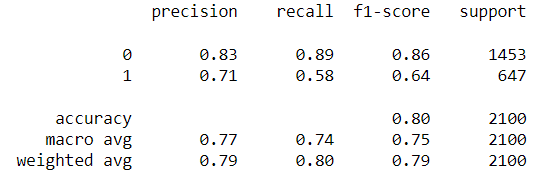 precision recall f1-score support
0 0.83 0.89 0.86 1453
1 0.71 0.58 0.64 647
accuracy 0.80 2100
macro avg 0.77 0.74 0.75 2100
weighted avg 0.79 0.80 0.79 2100